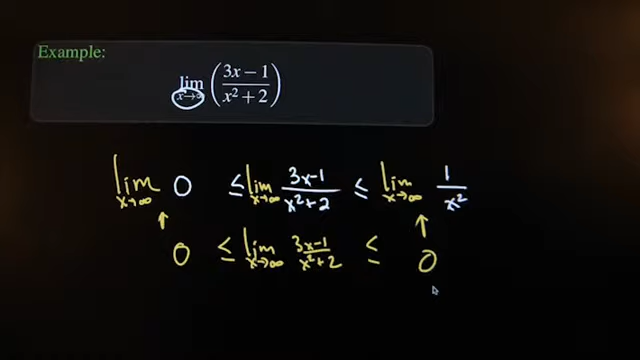 Example:
lim x→∞ (3x − 1 / x² + 2)
lim x→∞ 0 ≤ lim x→∞ 3x-1 / x²+2 ≤ lim x→∞ 1 / x²
↑ ↑
0 ≤ lim x→∞ 3x-1 / x²+2 ≤ 0